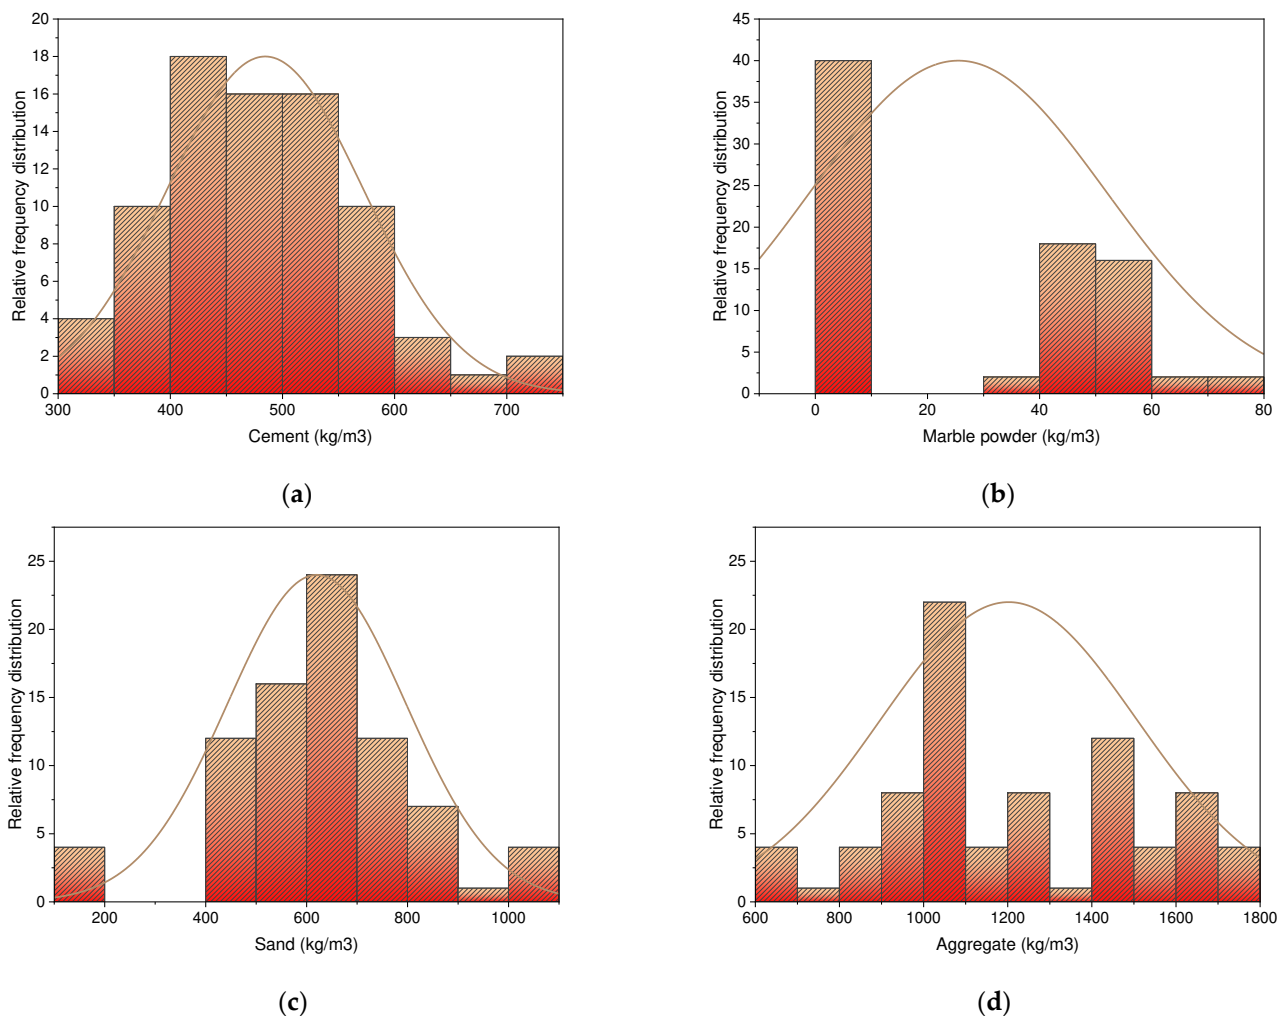 20
18
16
14
12
10
8
6
4
2
0
Relative frequency distribution
300 400 500 600 700
Cement (kg/m3)
(a)
45
40
35
30
25
20
15
10
5
0
Relative frequency distribution
0 20 40 60 80
Marble powder (kg/m3)
(b)
25
20
15
10
5
0
Relative frequency distribution
200 400 600 800 1000
Sand (kg/m3)
(c)
25
20
15
10
5
0
Relative frequency distribution
600 800 1000 1200 1400 1600 1800
Aggregate (kg/m3)
(d)